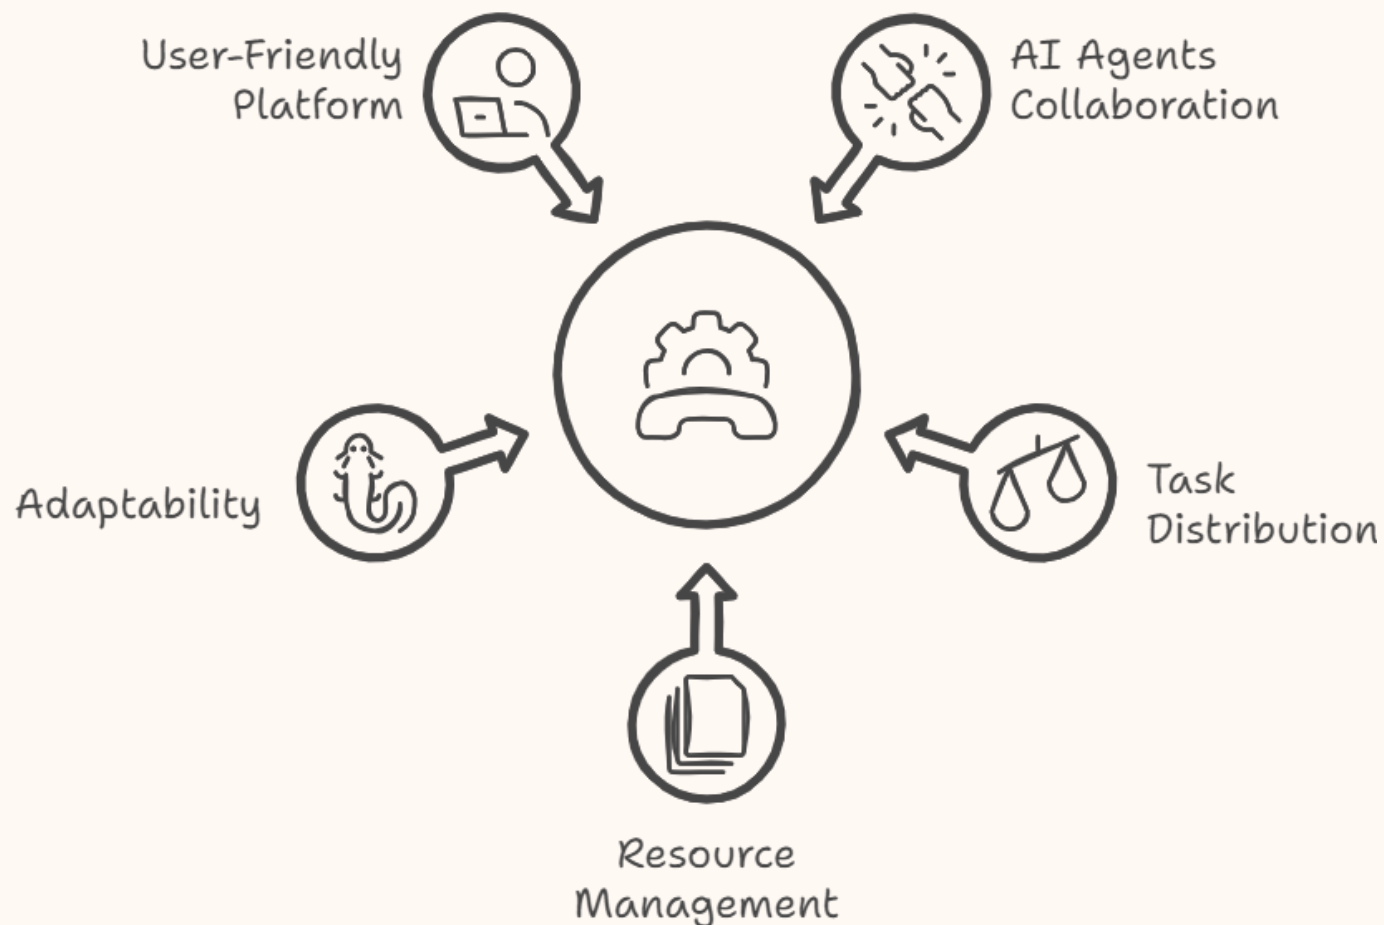 User-Friendly
Platform
AI Agents
Collaboration
Adaptability
Task
Distribution
Resource
Management